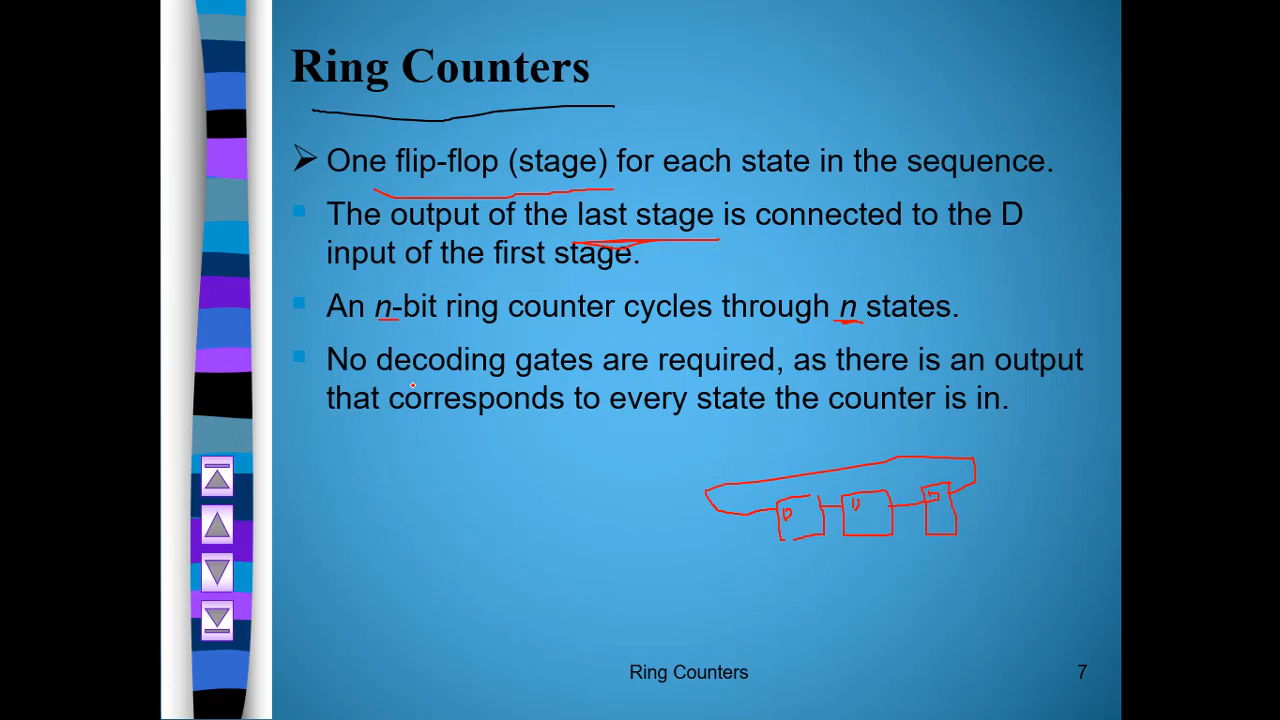 Ring Counters
One flip-flop (stage) for each state in the sequence.
The output of the last stage is connected to the D
input of the first stage.
An n-bit ring counter cycles through n states.
No decoding gates are required, as there is an output
that corresponds to every state the counter is in.
D D D
Ring Counters 7